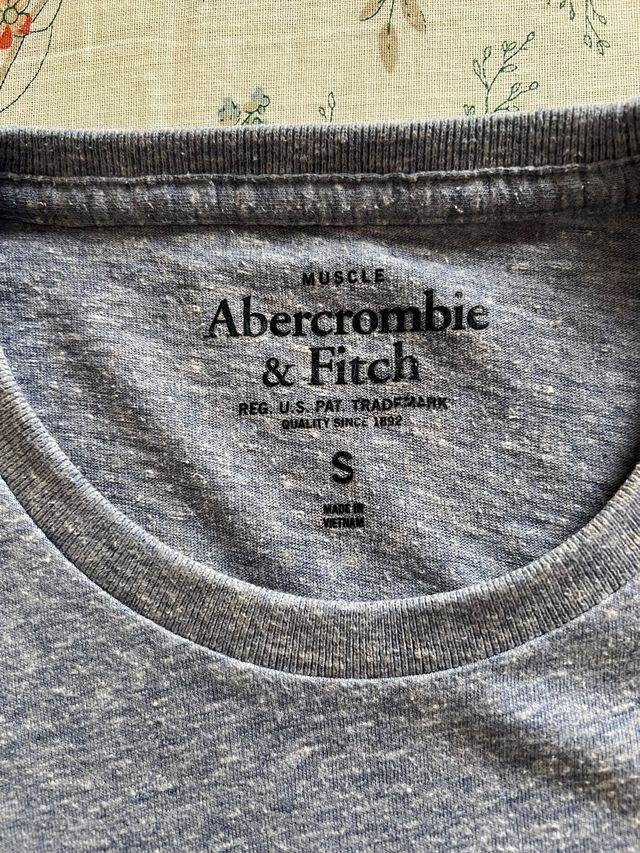 MUSCLE
Abercrombie
& Fitch
REG. U.S. PAT. TRADEMARK
QUALITY SINCE 1892
S
MADE IN
VIETNAM